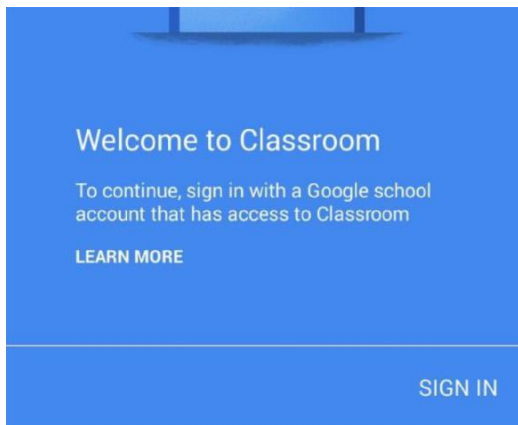 Welcome to Classroom
To continue, sign in with a Google school
account that has access to Classroom
LEARN MORE
SIGN IN